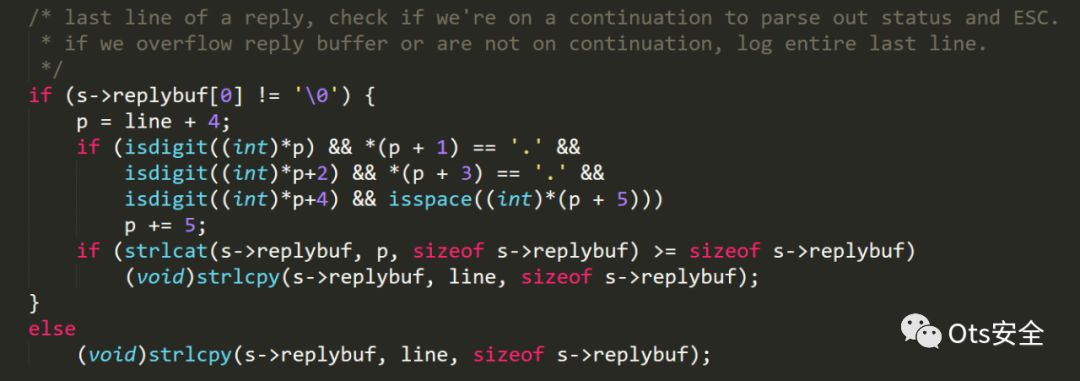 /* last line of a reply, check if we're on a continuation to parse out status and ESC.
 * if we overflow reply buffer or are not on continuation, log entire last line.
 */
if (s->replybuf[0] != '\0') {
    p = line + 4;
    if (isdigit((int)*p) && *(p + 1) == '.' &&
        isdigit((int)*p+2) && *(p + 3) == '.' &&
        isdigit((int)*p+4) && isspace((int)*(p + 5)))
        p += 5;
    if (strlcat(s->replybuf, p, sizeof s->replybuf) >= sizeof s->replybuf)
        (void)strlcpy(s->replybuf, line, sizeof s->replybuf);
}
else
    (void)strlcpy(s->replybuf, line, sizeof s->replybuf);
Ots安全